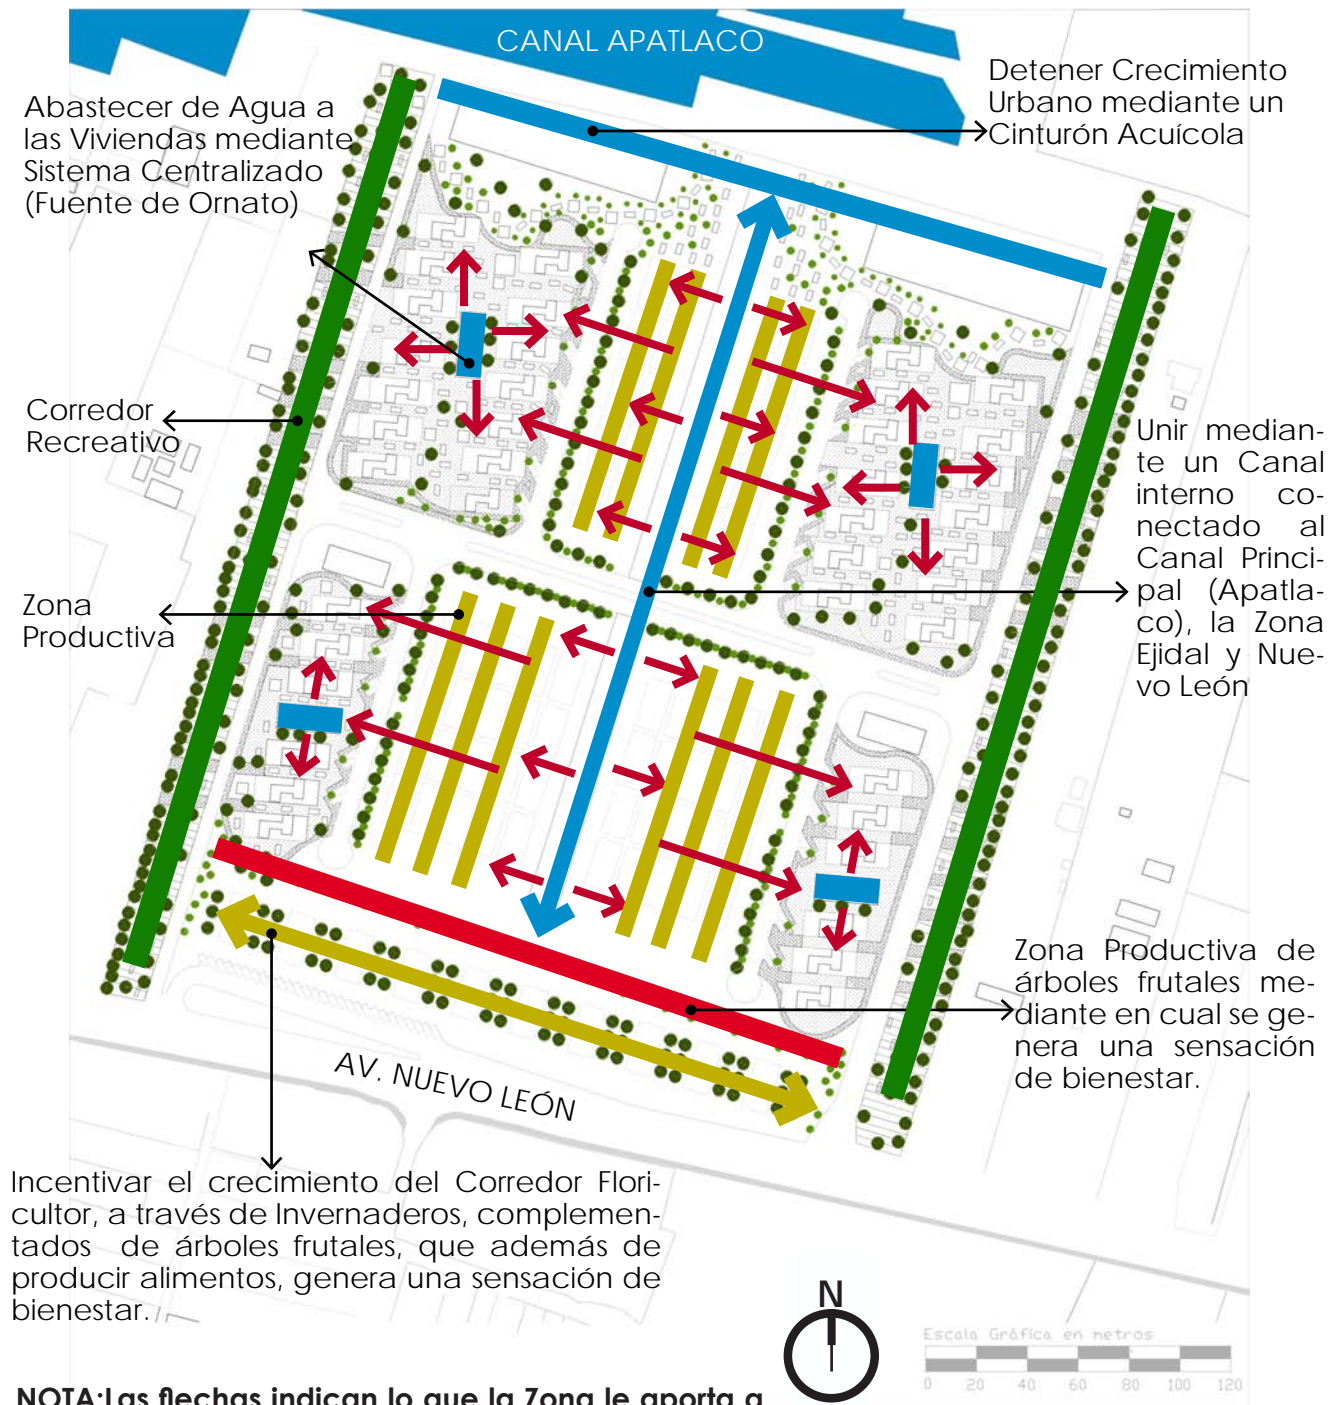 CANAL APATLACO
Detener Crecimiento
Urbano mediante un
Cinturón Acuícola
Abastecer de Agua a
las Viviendas mediante
Sistema Centralizado
(Fuente de Ornato)
Corredor
Recreativo
Unir median-
te un Canal
interno co-
nectado al
Canal Princi-
pal (Apatla-
co), la Zona
Ejidal y Nue-
vo León
Zona
Productiva
Zona Productiva de
árboles frutales me-
diante en cual se ge-
nera una sensación
de bienestar.
AV. NUEVO LEÓN
Incentivar el crecimiento del Corredor Flori-
cultor, a través de Invernaderos, complemen-
tados de árboles frutales, que además de
producir alimentos, genera una sensación de
bienestar.
N
Escala Gráfica en metros
0 20 40 60 80 100 120
NOTA:Las flechas indican lo que la Zona le aporta a